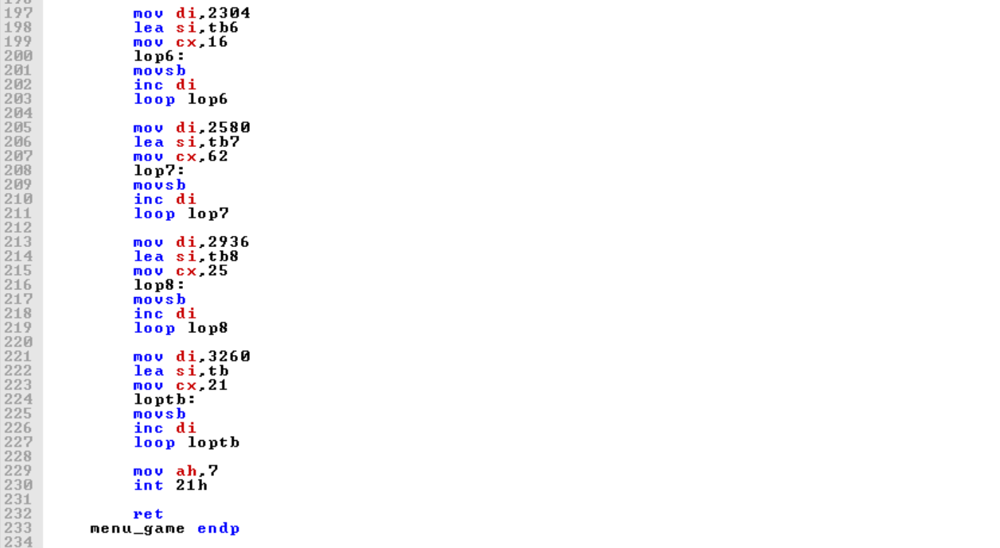 196
197 mov di,2304
198 lea si,tb6
199 mov cx,16
200 lop6:
201 movsb
202 inc di
203 loop lop6
204
205 mov di,2580
206 lea si,tb7
207 mov cx,62
208 lop7:
209 movsb
210 inc di
211 loop lop7
212
213 mov di,2936
214 lea si,tb8
215 mov cx,25
216 lop8:
217 movsb
218 inc di
219 loop lop8
220
221 mov di,3260
222 lea si,tb
223 mov cx,21
224 loptb:
225 movsb
226 inc di
227 loop loptb
228
229 mov ah,7
230 int 21h
231
232 ret
233 menu_game endp
234